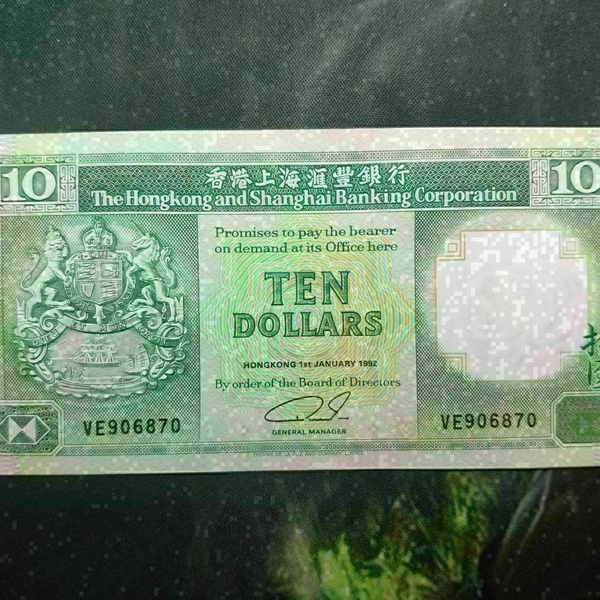 10
香港上海滙豐銀行
10
The Hongkong and Shanghai Banking Corporation
Promises to pay the bearer
on demand at its Office here
TEN
DOLLARS
HONGKONG 1st JANUARY 1992
By order of the Board of Directors
GENERAL MANAGER
VE906870
VE906870